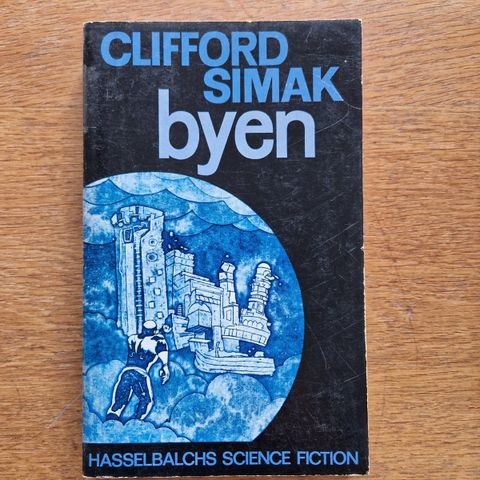 CLIFFORD
SIMAK
byen
HASSELBALCHS SCIENCE FICTION